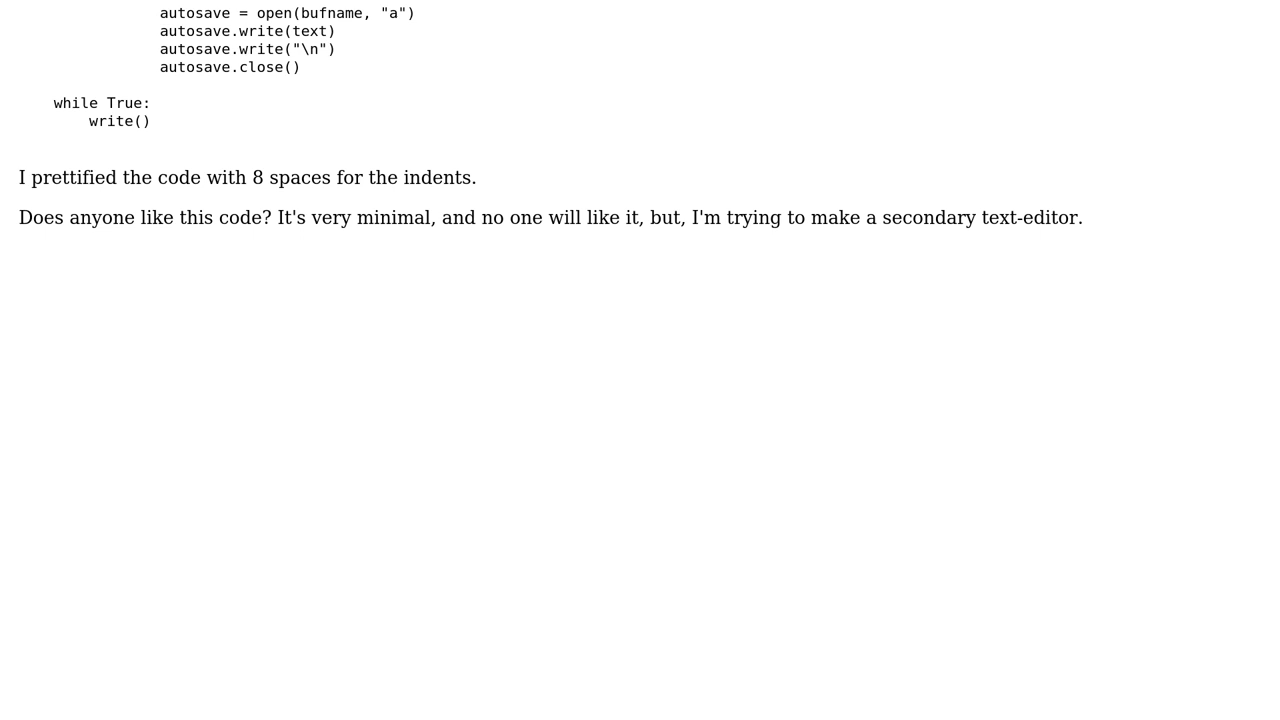 autosave = open(bufname, "a")
autosave.write(text)
autosave.write("\n")
autosave.close()
while True:
write()
I prettified the code with 8 spaces for the indents.
Does anyone like this code? It's very minimal, and no one will like it, but, I'm trying to make a secondary text-editor.